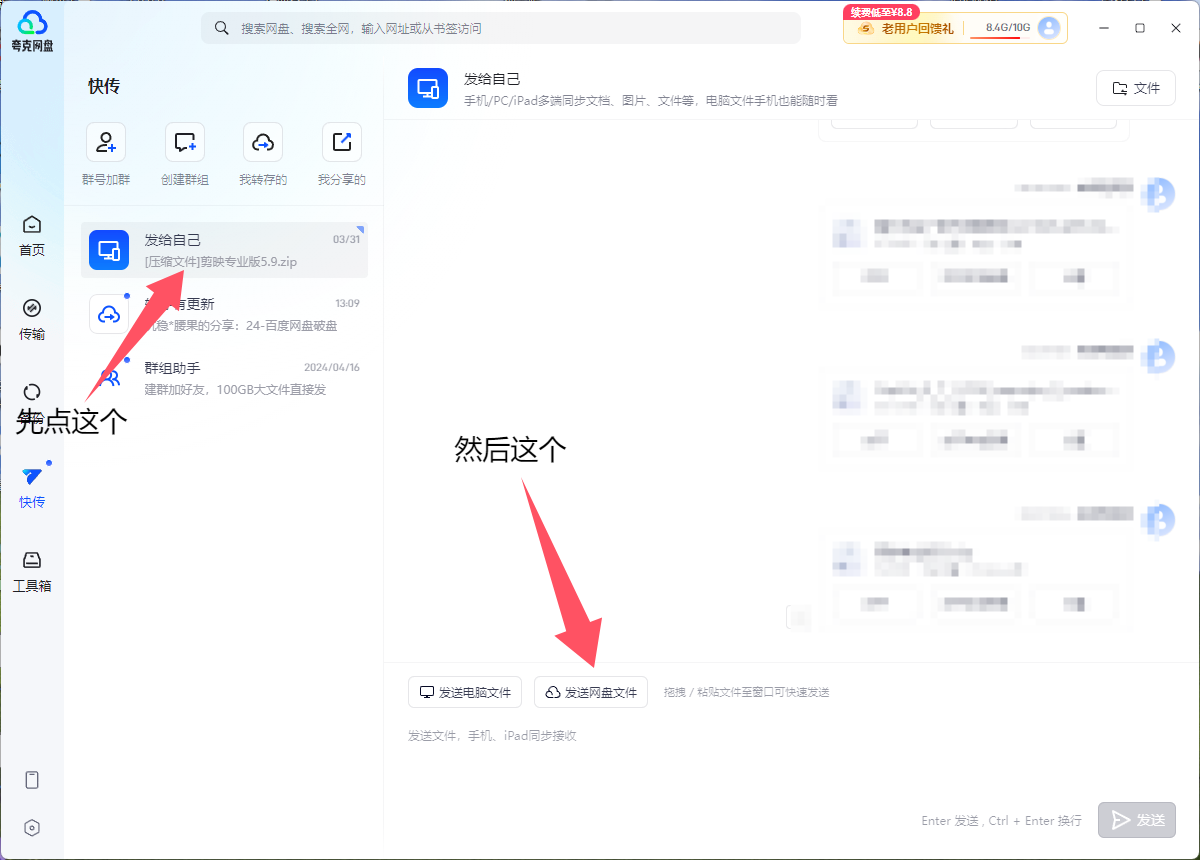 夸克网盘
搜索网盘、搜索全网，输入网址或从书签访问
续费低至¥8.8
老用户回馈礼
8.4G/10G
快传
群号加群
创建群组
我转存的
我分享的
发给自己
手机/PC/iPad多端同步文档、图片、文件等，电脑文件手机也能随时看
文件
首页
传输
快传
工具箱
发给自己
03/31
[压缩文件]剪映专业版5.9.zip
有更新
13:09
稳*腰果的分享：24-百度网盘破盘
群组助手
2024/04/16
建群加好友，100GB大文件直接发
先点这个
然后这个
发送电脑文件
发送网盘文件
拖拽 / 粘贴文件至窗口可快速发送
发送文件，手机、iPad同步接收
Enter 发送 , Ctrl + Enter 换行
发送